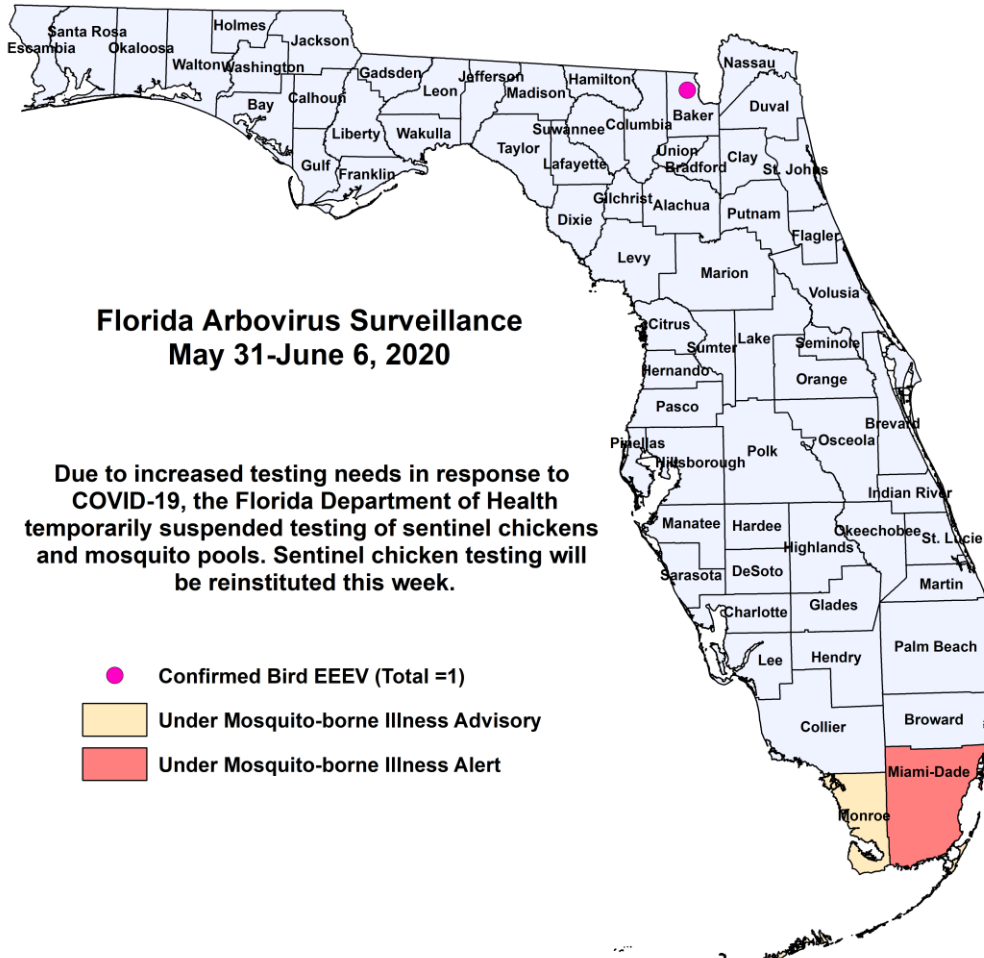 Holmes
Santa Rosa
Jackson
Escambia
Okaloosa
Walton
Washington
Nassau
Gadsden
Jefferson
Hamilton
Leon
Madison
Calhoun
Bay
Baker
Duval
Liberty
Wakulla
Suwannee
Columbia
Taylor
Union
Clay
Gulf
Lafayette
Bradford
St. Johns
Franklin
Gilchrist
Alachua
Dixie
Putnam
Flagler
Levy
Marion
Volusia
Florida Arbovirus Surveillance
May 31-June 6, 2020
Citrus
Lake
Sumter
Seminole
Hernando
Orange
Pasco
Brevard
Pinellas
Osceola
Polk
Hillsborough
Due to increased testing needs in response to
COVID-19, the Florida Department of Health
temporarily suspended testing of sentinel chickens
and mosquito pools. Sentinel chicken testing will
be reinstituted this week.
Indian River
Manatee
Hardee
Okeechobee
St. Lucie
Highlands
Sarasota
DeSoto
Martin
Charlotte
Glades
Palm Beach
Lee
Hendry
Confirmed Bird EEEV (Total =1)
Under Mosquito-borne Illness Advisory
Under Mosquito-borne Illness Alert
Broward
Collier
Miami-Dade
Monroe